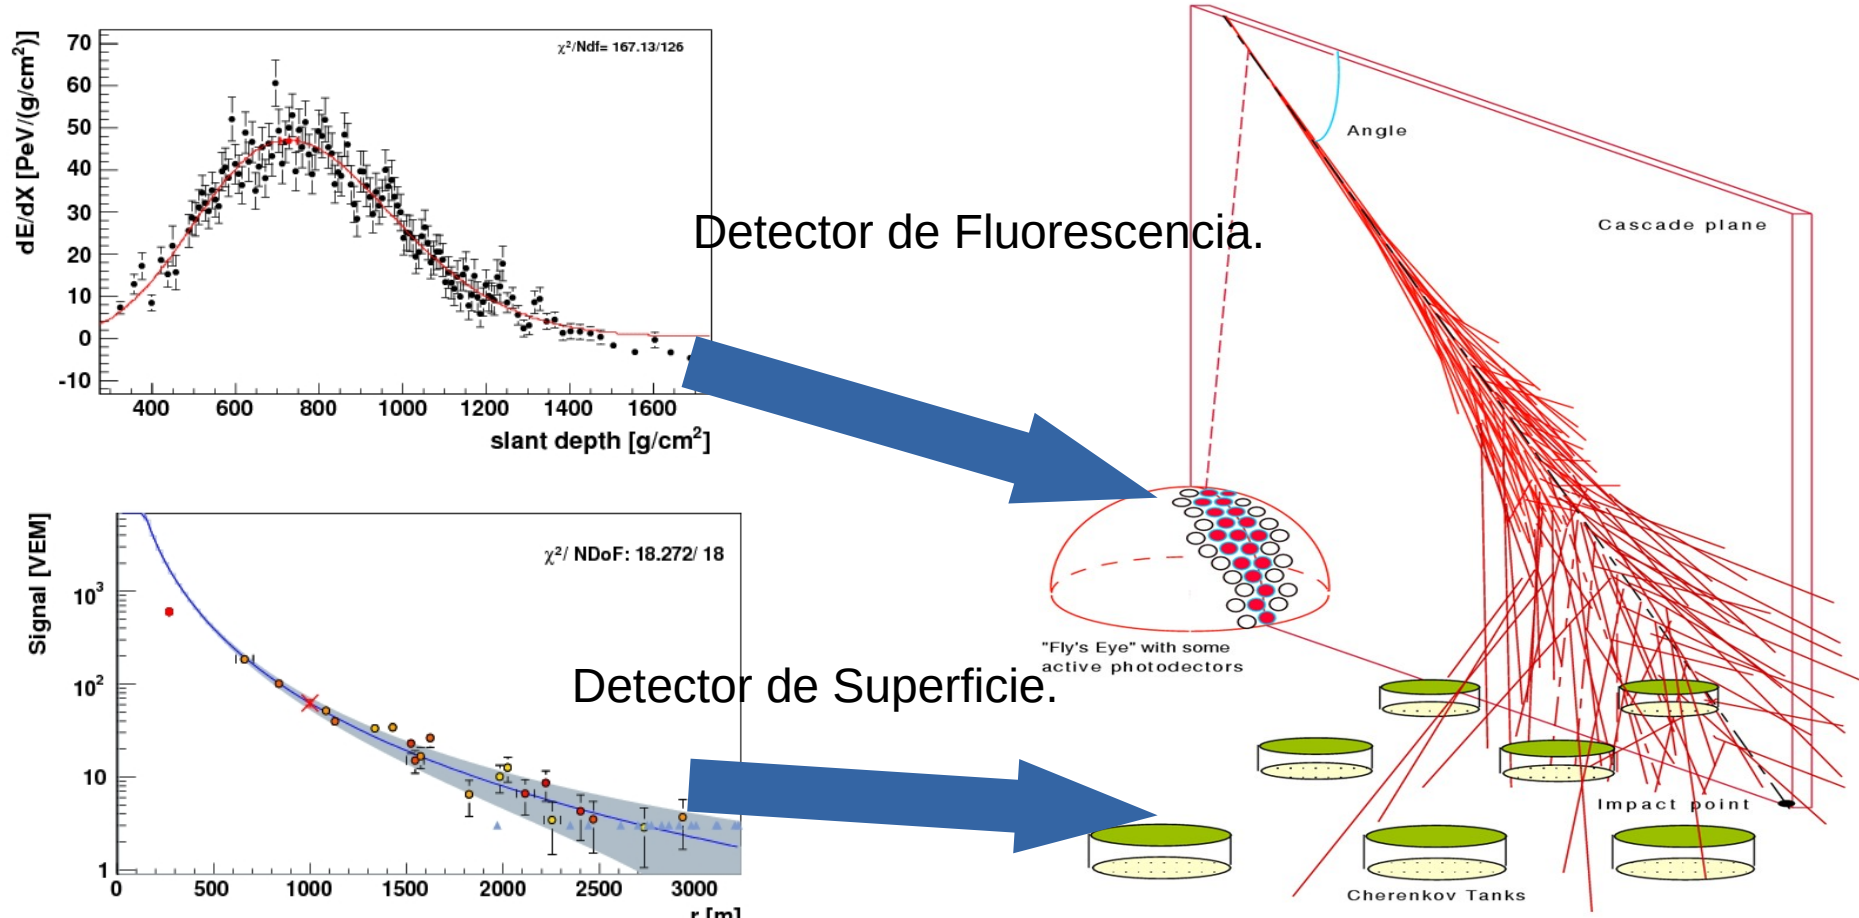 χ²/Ndf= 167.13/126
dE/dX [PeV/(g/cm²)]
70
60
50
40
30
20
10
0
-10
400 600 800 1000 1200 1400 1600
slant depth [g/cm²]
Detector de Fluorescencia.
Angle
Cascade plane
"Fly's Eye" with some
active photodectors
χ²/ NDoF: 18.272/ 18
Signal [VEM]
10³
10²
10
1
0 500 1000 1500 2000 2500 3000
r [m]
Detector de Superficie.
Impact point
Cherenkov Tanks